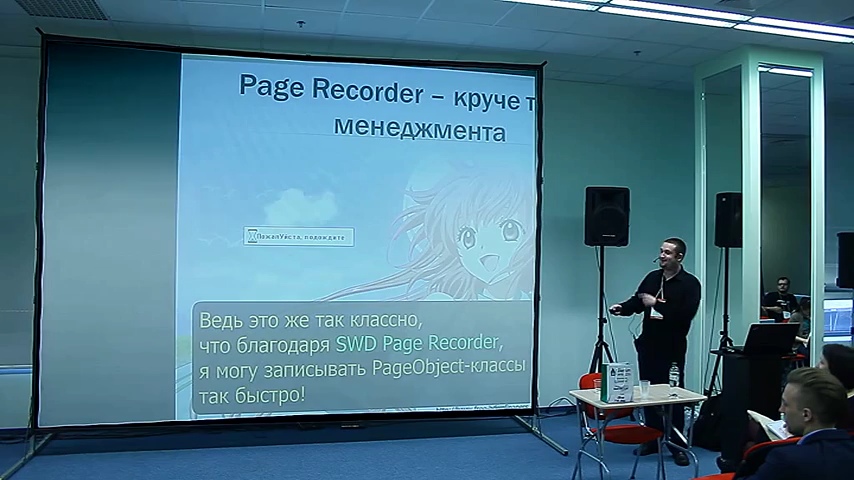 Page Recorder – круче т
менеджмента
ПожалУйста, подождите
Ведь это же так классно,
что благодаря SWD Page Recorder,
я могу записывать PageObject-классы
так быстро!